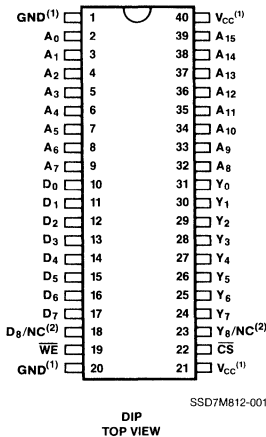 GND(1) 1 40 VCC(1)
A0 2 39 A15
A1 3 38 A14
A2 4 37 A13
A3 5 36 A12
A4 6 35 A11
A5 7 34 A10
A6 8 33 A9
A7 9 32 A8
D0 10 31 Y0
D1 11 30 Y1
D2 12 29 Y2
D3 13 28 Y3
D4 14 27 Y4
D5 15 26 Y5
D6 16 25 Y6
D7 17 24 Y7
D8/NC(2) 18 23 Y8/NC(2)
WE 19 22 CS
GND(1) 20 21 VCC(1)
SSD7M812-001
DIP
TOP VIEW